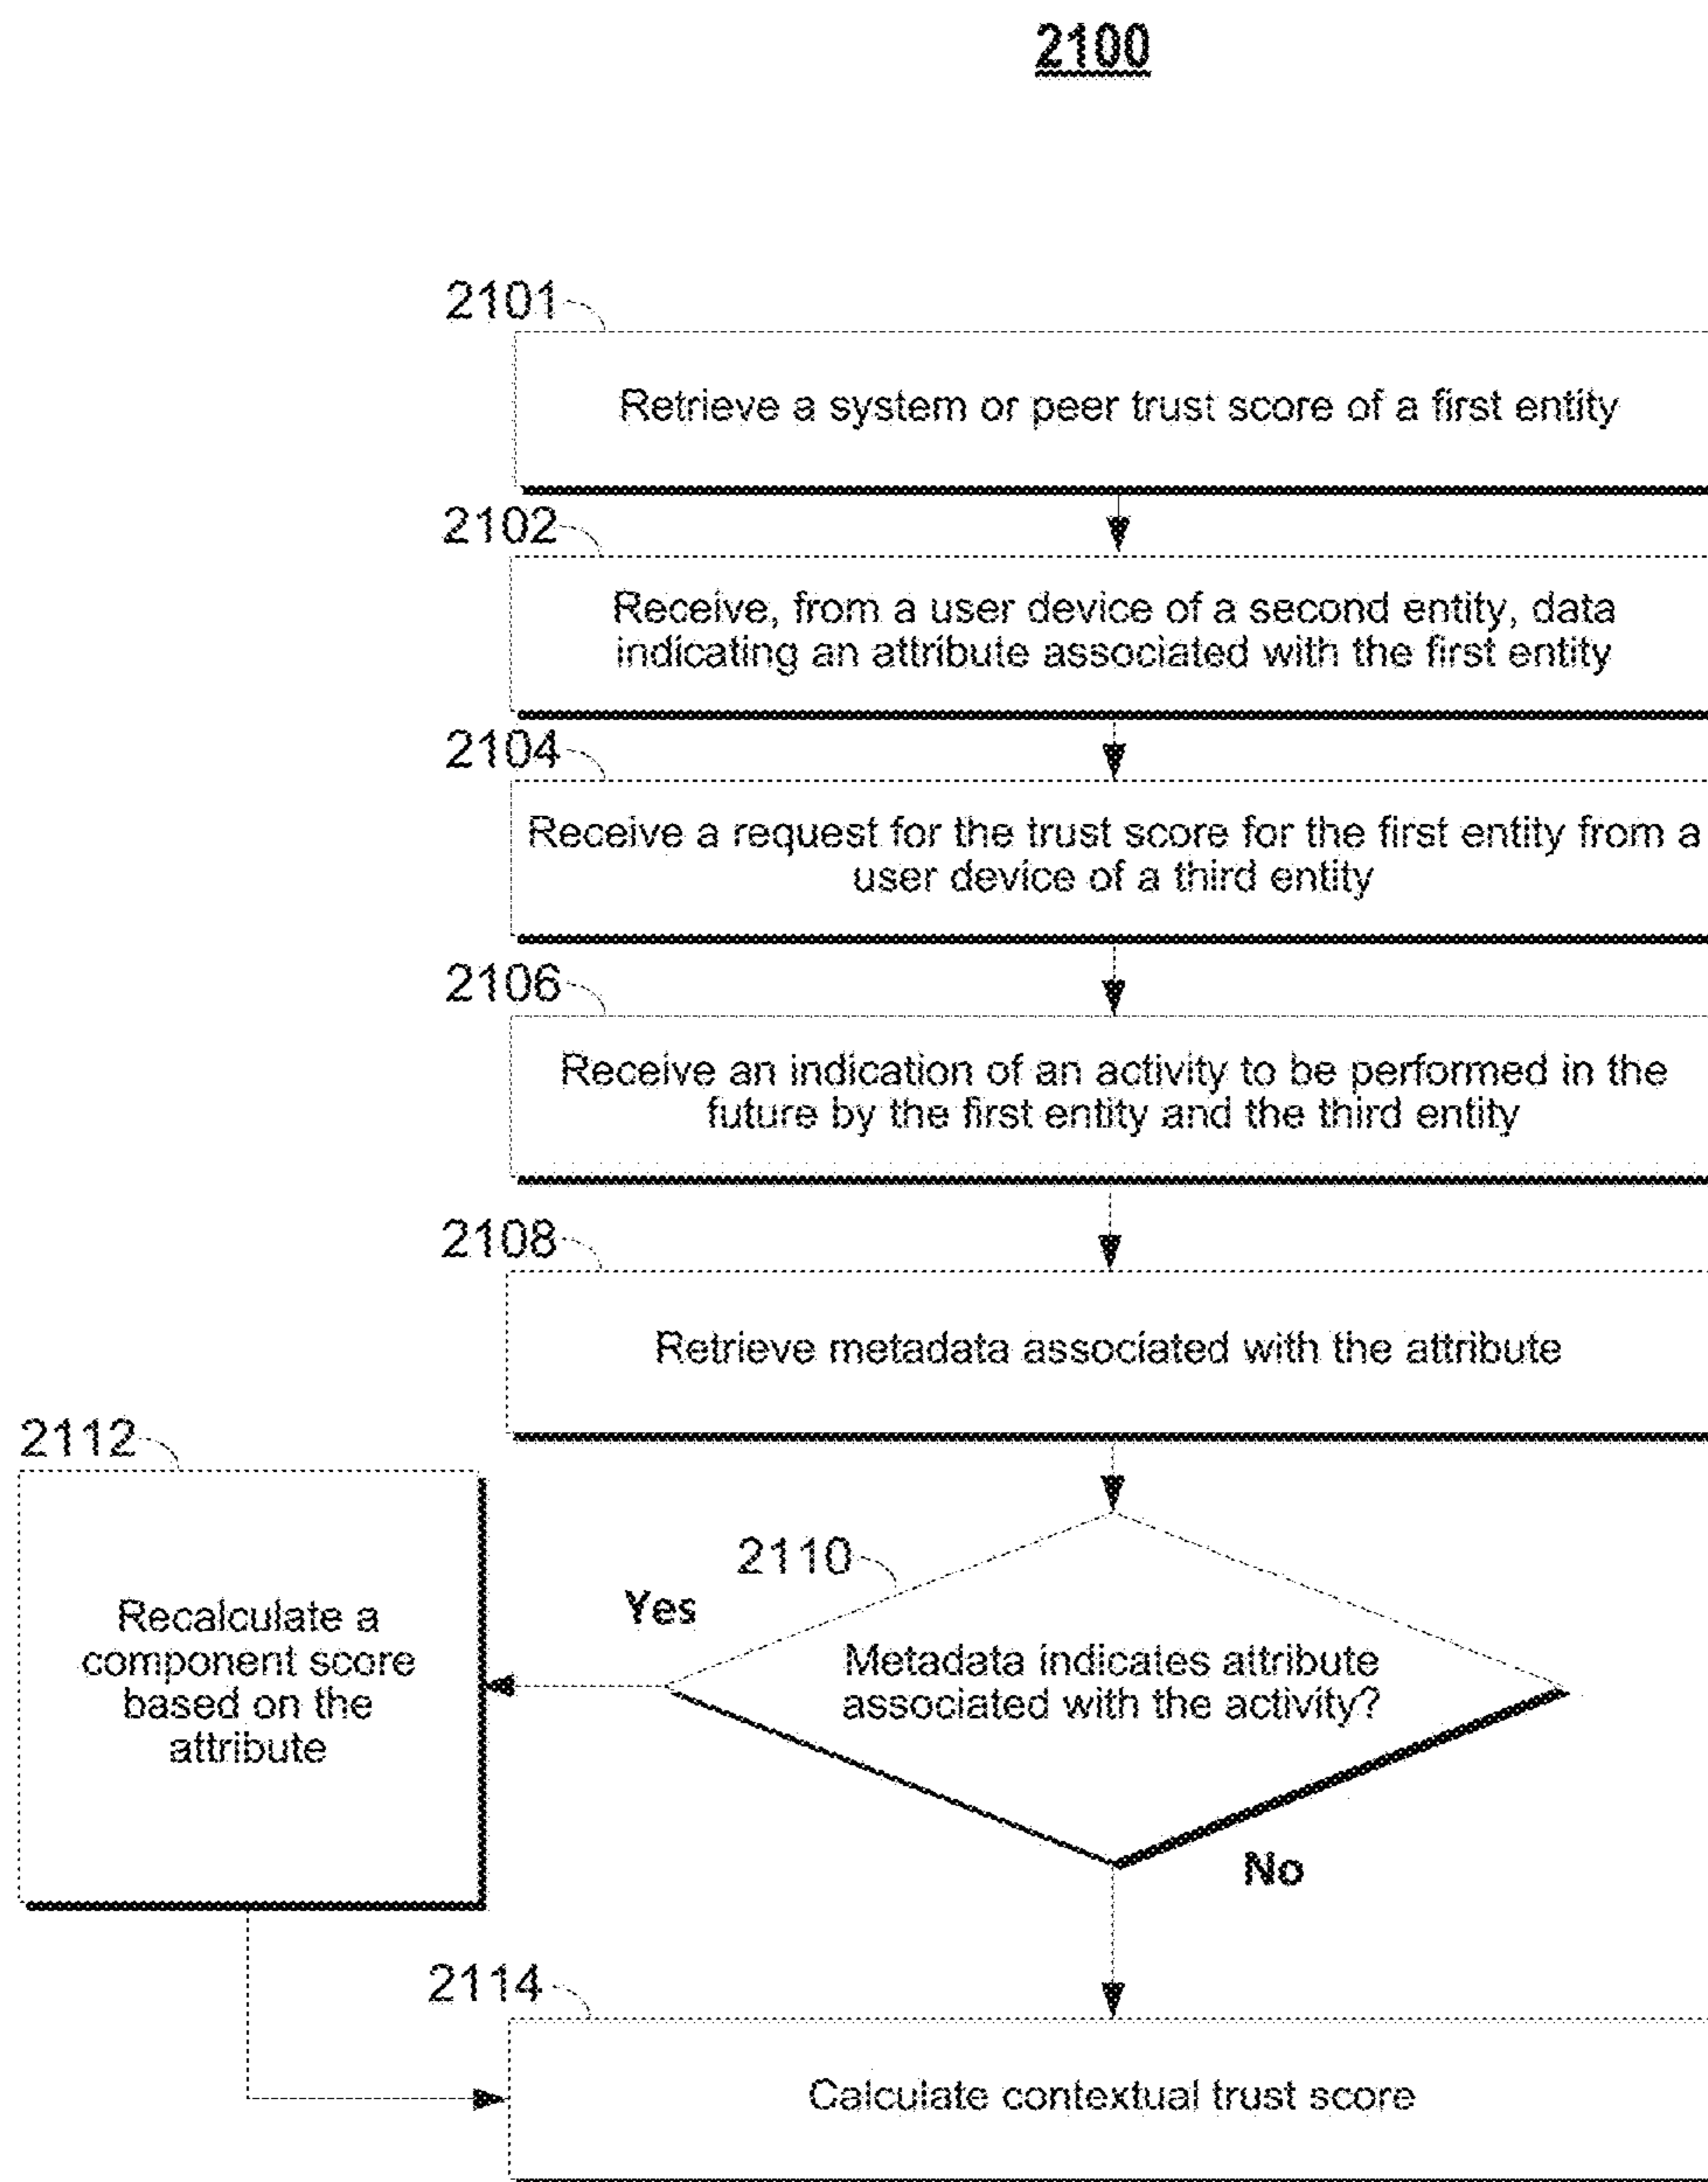 2100
2101
Retrieve a system or peer trust score of a first entity
2102
Receive, from a user device of a second entity, data
indicating an attribute associated with the first entity
2104
Receive a request for the trust score for the first entity from a
user device of a third entity
2106
Receive an indication of an activity to be performed in the
future by the first entity and the third entity
2108
Retrieve metadata associated with the attribute
2112
Recalculate a
component score
based on the
attribute
2110
Yes
Metadata indicates attribute
associated with the activity?
No
2114
Calculate contextual trust score